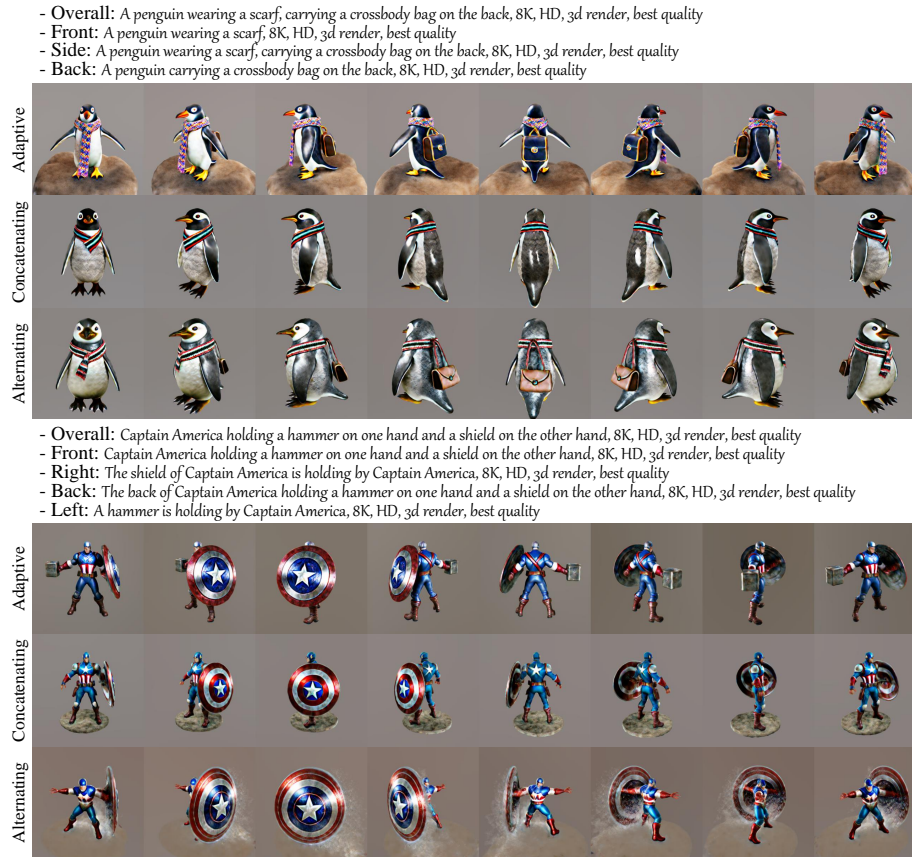 - Overall: A penguin wearing a scarf, carrying a crossbody bag on the back, 8K, HD, 3d render, best quality
- Front: A penguin wearing a scarf, 8K, HD, 3d render, best quality
- Side: A penguin wearing a scarf, carrying a crossbody bag on the back, 8K, HD, 3d render, best quality
- Back: A penguin carrying a crossbody bag on the back, 8K, HD, 3d render, best quality
Adaptive
Concatenating
Alternating
- Overall: Captain America holding a hammer on one hand and a shield on the other hand, 8K, HD, 3d render, best quality
- Front: Captain America holding a hammer on one hand and a shield on the other hand, 8K, HD, 3d render, best quality
- Right: The shield of Captain America is holding by Captain America, 8K, HD, 3d render, best quality
- Back: The back of Captain America holding a hammer on one hand and a shield on the other hand, 8K, HD, 3d render, best quality
- Left: A hammer is holding by Captain America, 8K, HD, 3d render, best quality
Adaptive
Concatenating
Alternating